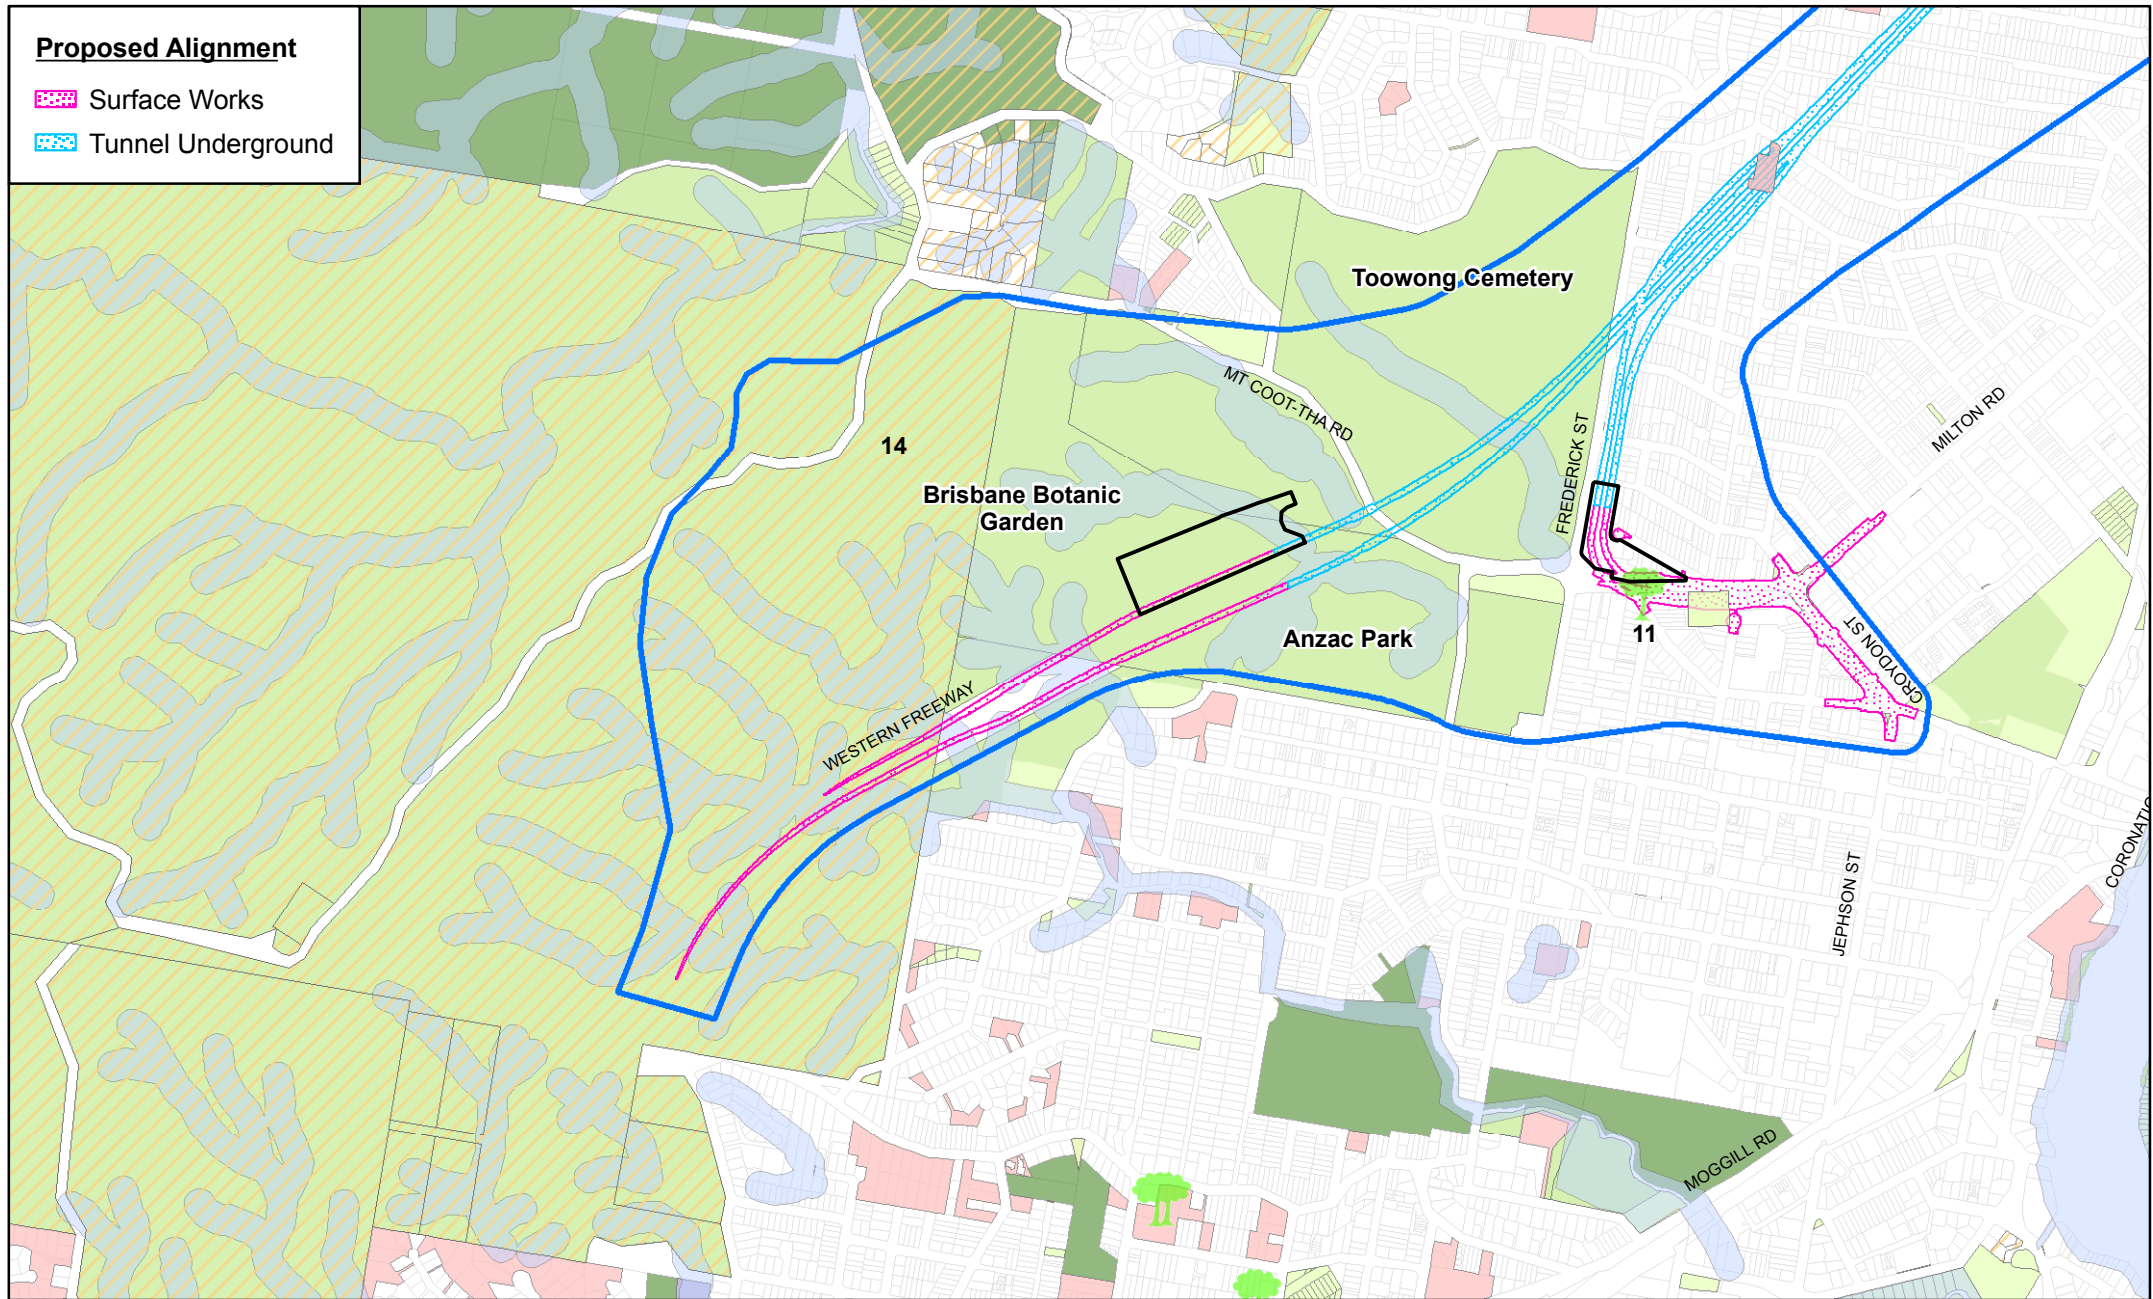 Proposed Alignment
Surface Works
Tunnel Underground
Toowong Cemetery
MT COOT-THA RD
MILTON RD
FREDERICK ST
14
Brisbane Botanic
Garden
Anzac Park
11
CROYDON ST
WESTERN FREEWAY
CORONATIO
JEPHSON ST
MOGGILL RD